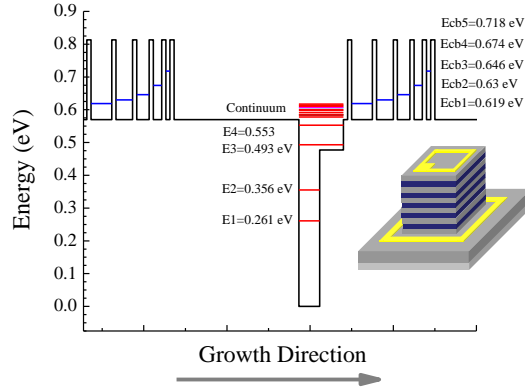 0.9
0.8
0.7
0.6
0.5
0.4
0.3
0.2
0.1
0.0
Energy (eV)
Continuum
E4=0.553
E3=0.493 eV
E2=0.356 eV
E1=0.261 eV
Ecb5=0.718 eV
Ecb4=0.674 eV
Ecb3=0.646 eV
Ecb2=0.63 eV
Ecb1=0.619 eV
Growth Direction